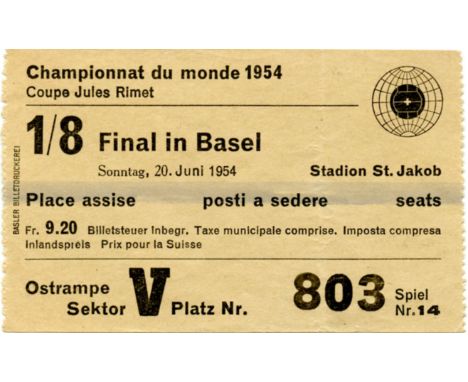 Championnat du monde 1954
Coupe Jules Rimet
1/8 Final in Basel
Sonntag, 20. Juni 1954 Stadion St. Jakob
Place assise posti a sedere seats
Fr. 9.20 Billetsteuer inbegr. Taxe municipale comprise. Imposta compresa
Inlandspreis Prix pour la Suisse
Ostrampe
Sektor V Platz Nr. 803 Spiel Nr. 14
BASLER BILLETDRUCKEREI